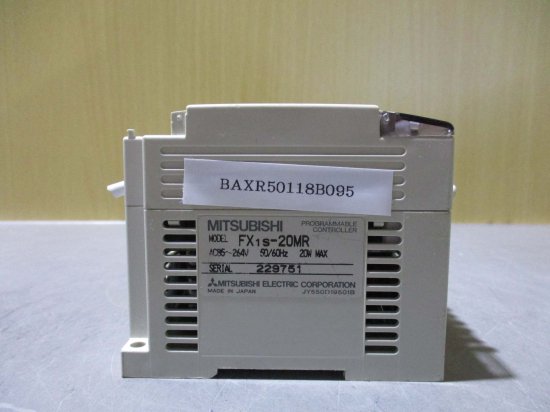 BAXR50118B095
MITSUBISHI PROGRAMMABLE CONTROLLER
MODEL FX1S-20MR
AC85~264V 50/60Hz 20W MAX
SERIAL 229751
MITSUBISHI ELECTRIC CORPORATION
MADE IN JAPAN JY550D19501B